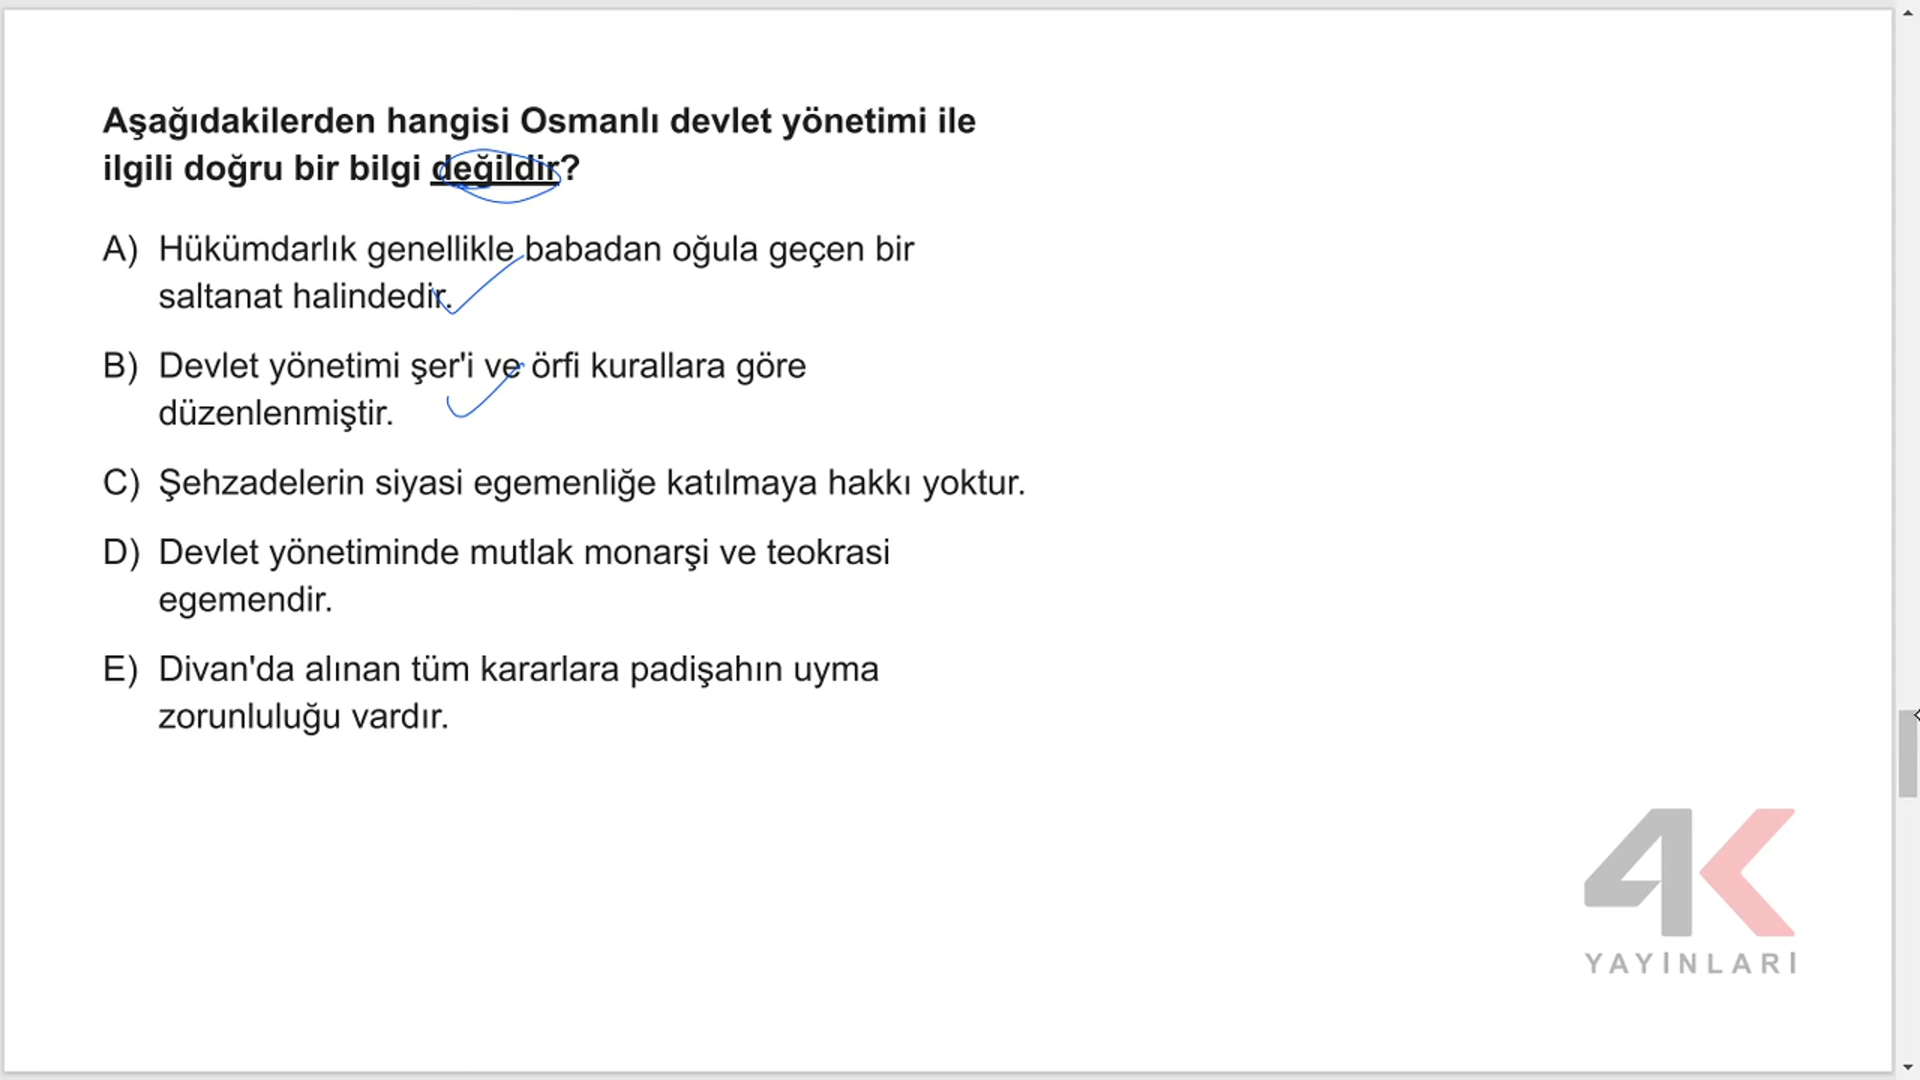 Aşağıdakilerden hangisi Osmanlı devlet yönetimi ile
ilgili doğru bir bilgi değildir?
A) Hükümdarlık genellikle babadan oğula geçen bir
saltanat halindedir.
B) Devlet yönetimi şer'i ve örfi kurallara göre
düzenlenmiştir.
C) Şehzadelerin siyasi egemenliğe katılmaya hakkı yoktur.
D) Devlet yönetiminde mutlak monarşi ve teokrasi
egemendir.
E) Divan'da alınan tüm kararlara padişahın uyma
zorunluluğu vardır.
4K
YAYINLARI